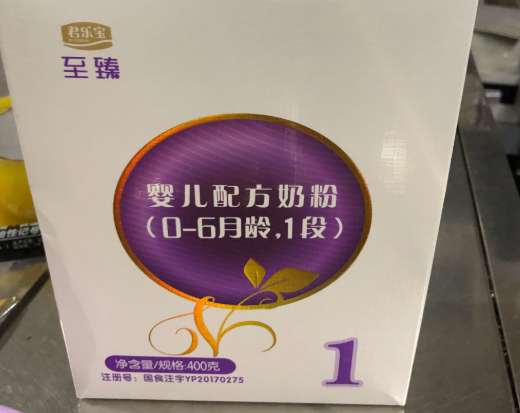 君乐宝
至臻
婴儿配方奶粉
(0-6月龄,1段)
净含量/规格:400克
注册号: 国食注字YP20170275
1